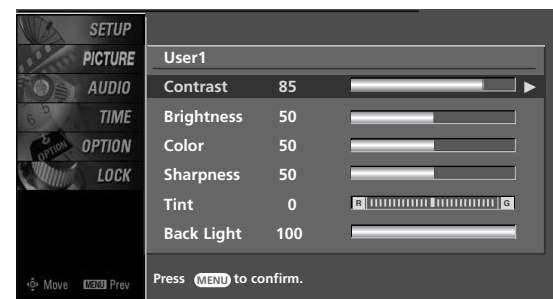 SETUP
PICTURE
AUDIO
TIME
OPTION
LOCK
Move MENU Prev
User1
Contrast 85
Brightness 50
Color 50
Sharpness 50
Tint 0 R G
Back Light 100
Press MENU to confirm.